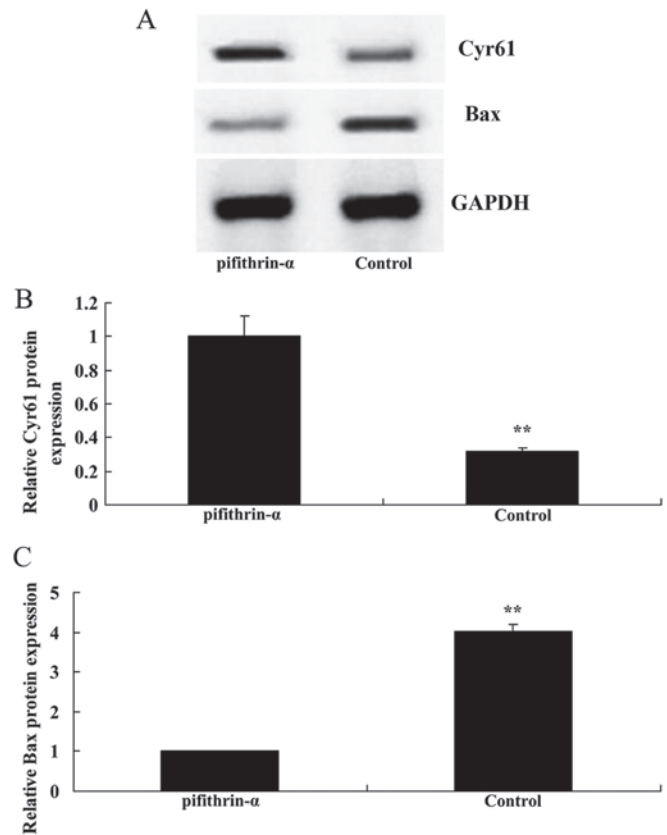 A
Cyr61
Bax
GAPDH
pifithrin-α Control
B
Relative Cyr61 protein
expression
1.2
1
0.8
0.6
0.4
0.2
0
**
pifithrin-α Control
C
Relative Bax protein expression
5
4
3
2
1
0
**
pifithrin-α Control